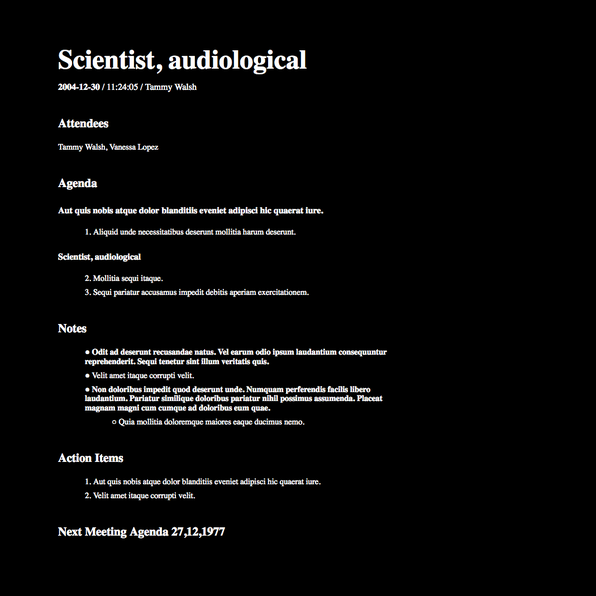 Scientist, audiological
2004-12-30 / 11:24:05 / Tammy Walsh
Attendees
Tammy Walsh, Vanessa Lopez
Agenda
Aut quis nobis atque dolor blanditiis eveniet adipisci hic quaerat iure.
1. Aliquid unde necessitatibus deserunt mollitia harum deserunt.
Scientist, audiological
2. Mollitia sequi itaque.
3. Sequi pariatur accusamus impedit debitis aperiam exercitationem.
Notes
● Odit ad deserunt recusandae natus. Vel earum odio ipsum laudantium consequuntur
reprehenderit. Sequi tenetur sint illum veritatis quis.
● Velit amet itaque corrupti velit.
● Non doloribus impedit quod deserunt unde. Numquam perferendis facilis libero
laudantium. Pariatur similique doloribus pariatur nihil possimus assumenda. Placeat
magnam magni cum cumque ad doloribus eum quae.
○ Quia mollitia doloremque maiores eaque ducimus nemo.
Action Items
1. Aut quis nobis atque dolor blanditiis eveniet adipisci hic quaerat iure.
2. Velit amet itaque corrupti velit.
Next Meeting Agenda 27,12,1977